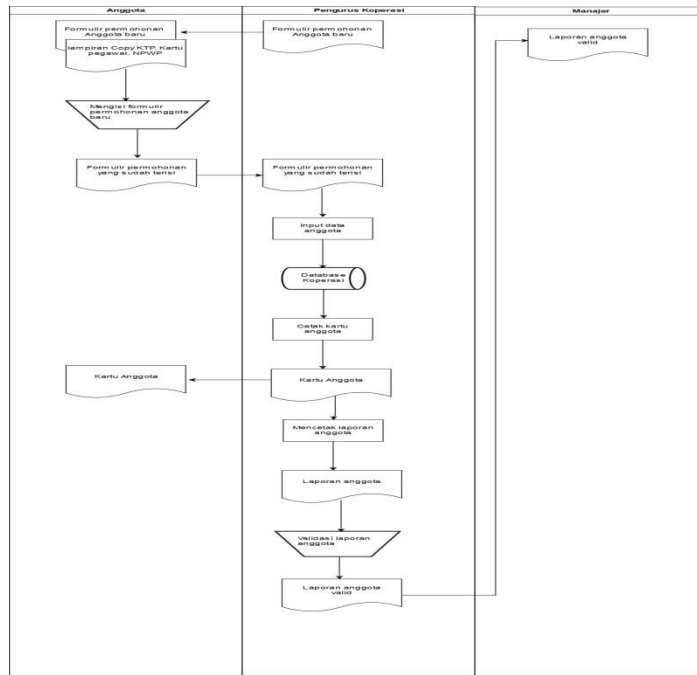 Anggota
Pengurus Koperasi
Manajer
Formulir permohonan
Anggota baru
lampiran Copy KTP, Kartu
pegawai, NPWP
Formulir permohonan
Anggota baru
Laporan anggota
valid
Mengisi formulir
permohonan anggota
baru
Formulir permohonan
yang sudah terisi
Formulir permohonan
yang sudah terisi
Input data
anggota
Database
Koperasi
Cetak kartu
anggota
Kartu Anggota
Kartu Anggota
Mencetak laporan
anggota
Laporan anggota
Validasi laporan
anggota
Laporan anggota
valid